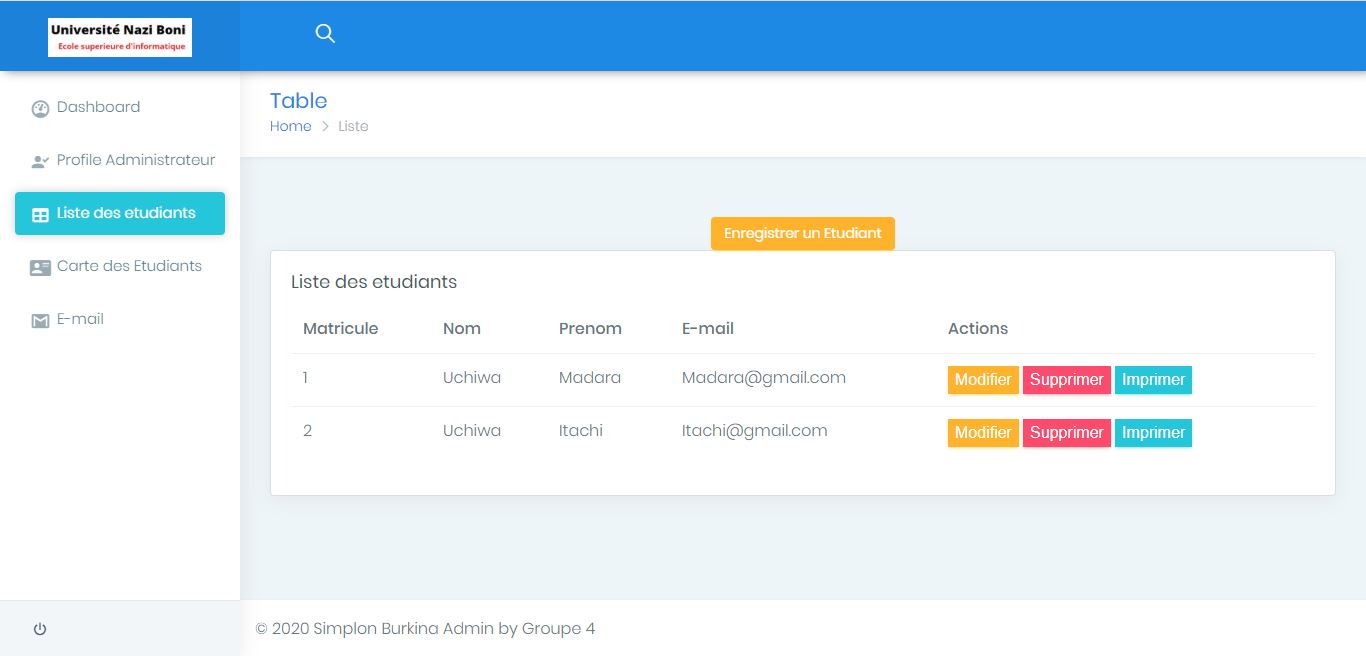 Université Nazi Boni
Ecole superieure d'informatique
Dashboard
Profile Administrateur
Liste des etudiants
Carte des Etudiants
E-mail
Table
Home > Liste
Enregistrer un Etudiant
Liste des etudiants
Matricule Nom Prenom E-mail Actions
1 Uchiwa Madara Madara@gmail.com Modifier Supprimer Imprimer
2 Uchiwa Itachi Itachi@gmail.com Modifier Supprimer Imprimer
© 2020 Simplon Burkina Admin by Groupe 4